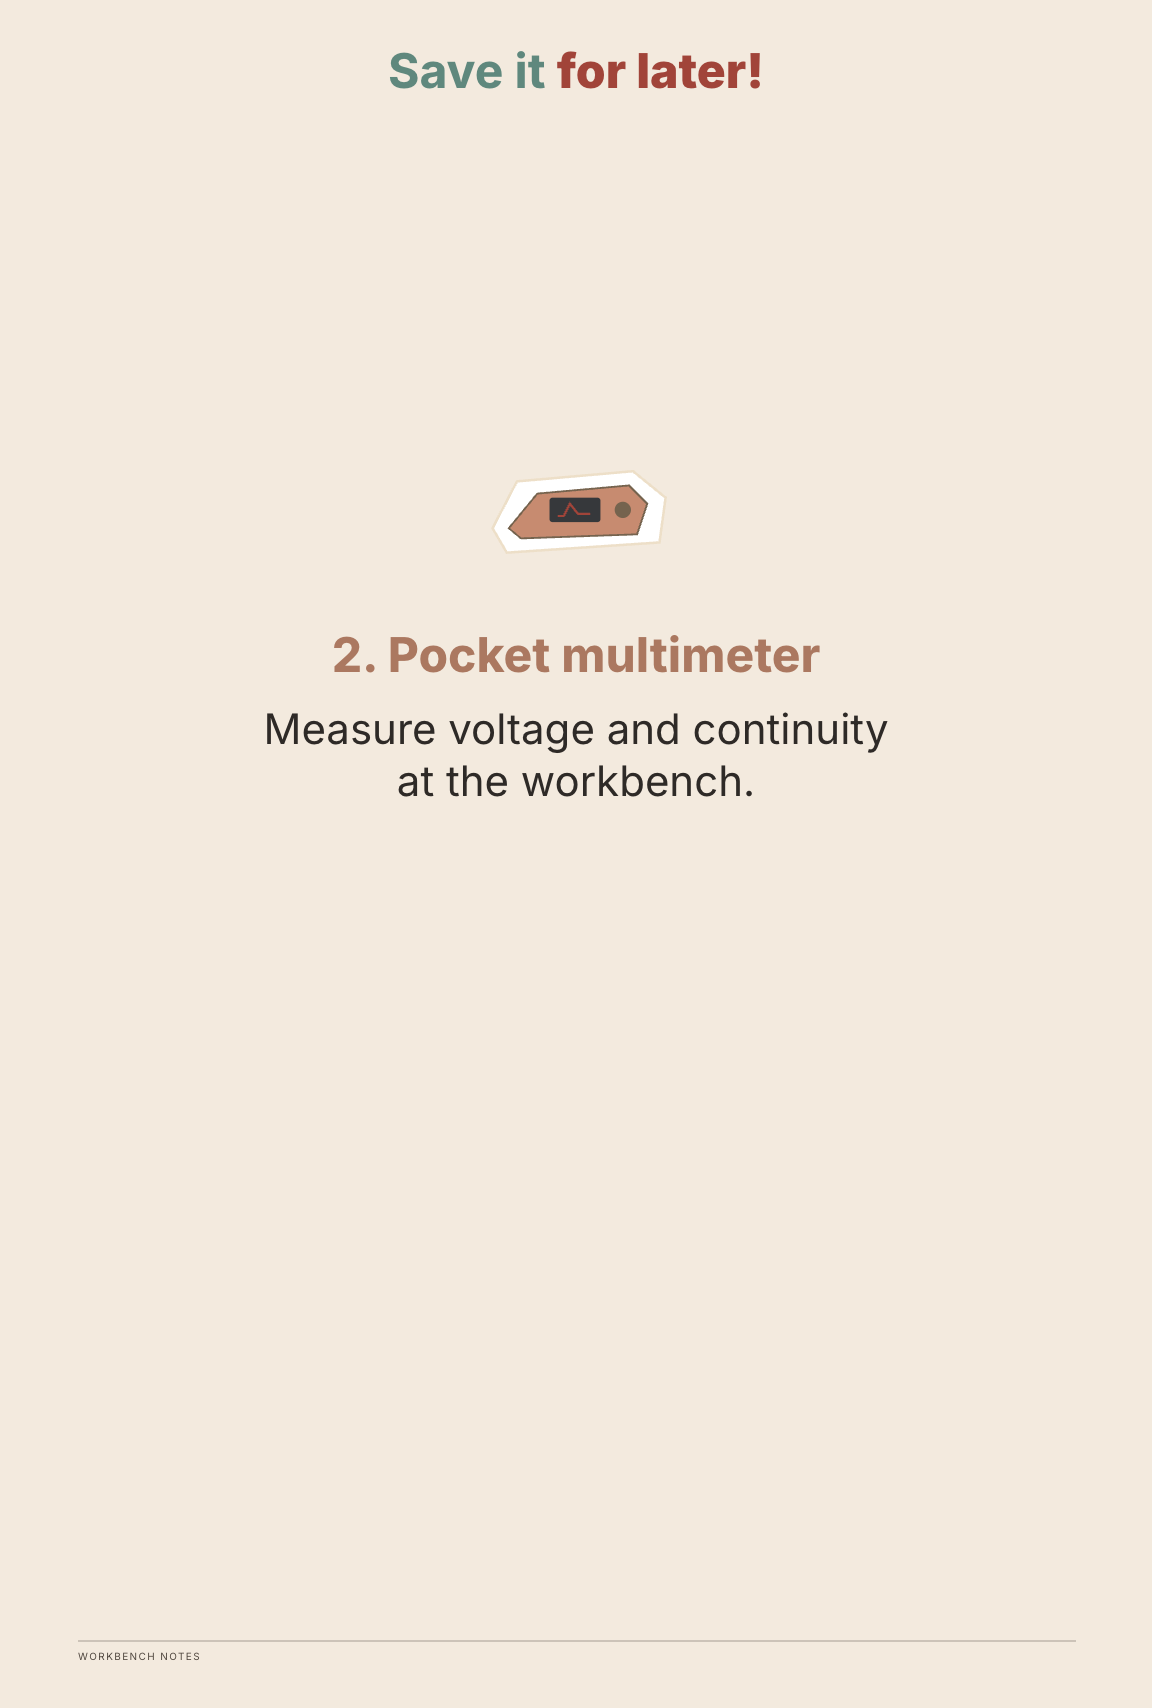 Save it for later!
2. Pocket multimeter
Measure voltage and continuity
at the workbench.
WORKBENCH NOTES